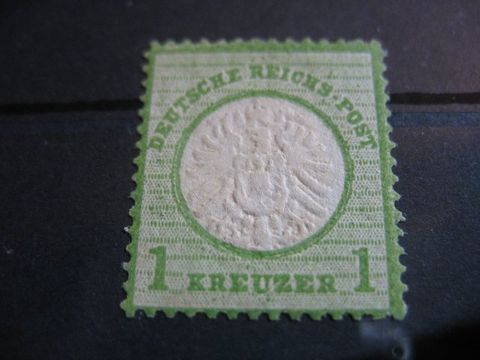 DEUTSCHE REICHS-POST
1 KREUZER 1